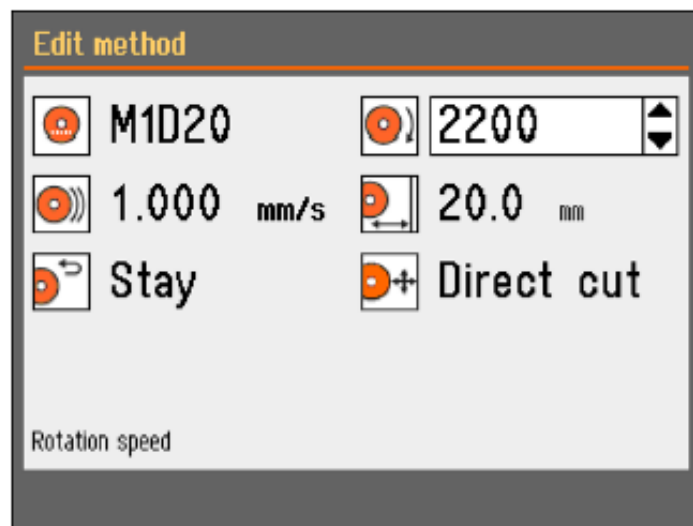 Edit method
M1D20 2200
1.000 mm/s 20.0 mm
Stay Direct cut
Rotation speed